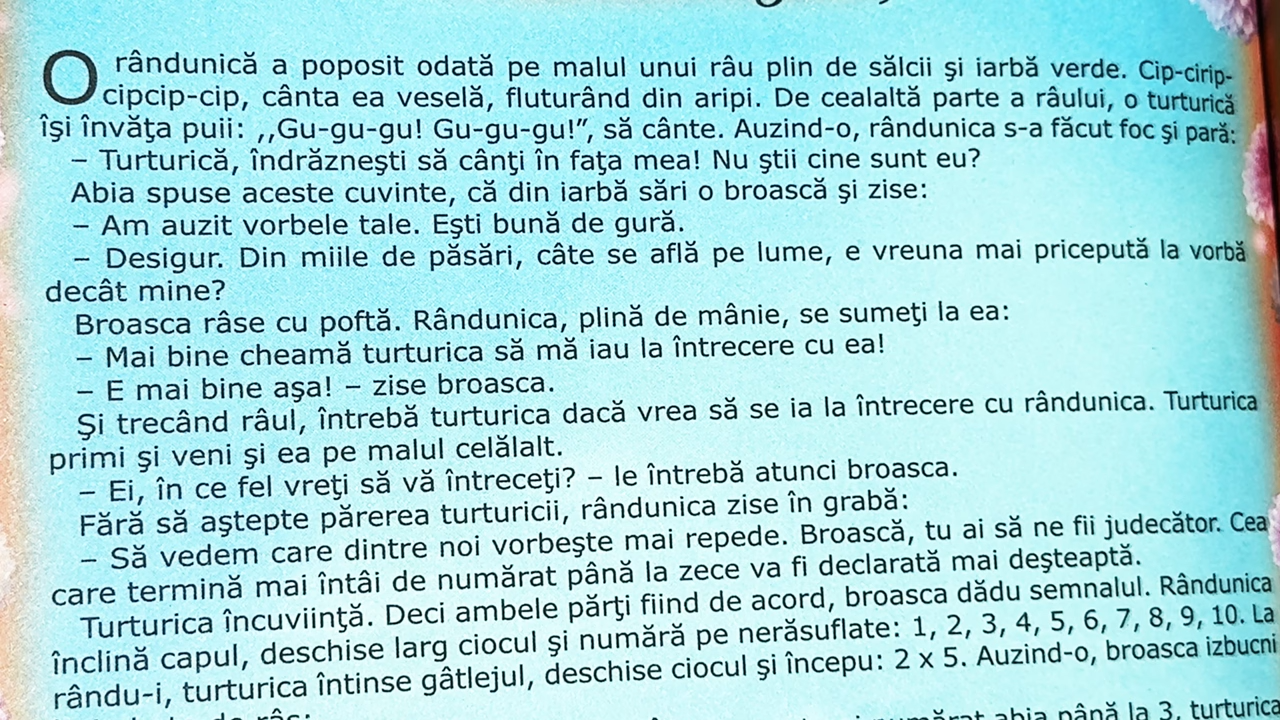 O rândunică a poposit odată pe malul unui râu plin de sălcii şi iarbă verde. Cip-cirip-
cipcip-cip, cânta ea veselă, fluturând din aripi. De cealaltă parte a râului, o turturică
îşi învăţa puii: ,,Gu-gu-gu! Gu-gu-gu!”, să cânte. Auzind-o, rândunica s-a făcut foc şi pară:
– Turturică, îndrăzneşti să cânţi în faţa mea! Nu ştii cine sunt eu?
Abia spuse aceste cuvinte, că din iarbă sări o broască şi zise:
– Am auzit vorbele tale. Eşti bună de gură.
– Desigur. Din miile de păsări, câte se află pe lume, e vreuna mai pricepută la vorbă
decât mine?
Broasca râse cu poftă. Rândunica, plină de mânie, se sumeţi la ea:
– Mai bine cheamă turturica să mă iau la întrecere cu ea!
– E mai bine aşa! – zise broasca.
Şi trecând râul, întrebă turturica dacă vrea să se ia la întrecere cu rândunica. Turturica
primi şi veni şi ea pe malul celălalt.
– Ei, în ce fel vreţi să vă întreceţi? – le întrebă atunci broasca.
Fără să aştepte părerea turturicii, rândunica zise în grabă:
– Să vedem care dintre noi vorbeşte mai repede. Broască, tu ai să ne fii judecător. Cea
care termină mai întâi de numărat până la zece va fi declarată mai deşteaptă.
Turturica încuviinţă. Deci ambele părţi fiind de acord, broasca dădu semnalul. Rândunica
înclină capul, deschise larg ciocul şi numără pe nerăsuflate: 1, 2, 3, 4, 5, 6, 7, 8, 9, 10. La
rându-i, turturica întinse gâtlejul, deschise ciocul şi începu: 2 x 5. Auzind-o, broasca izbucni
de râs: abia până la 3, turturica